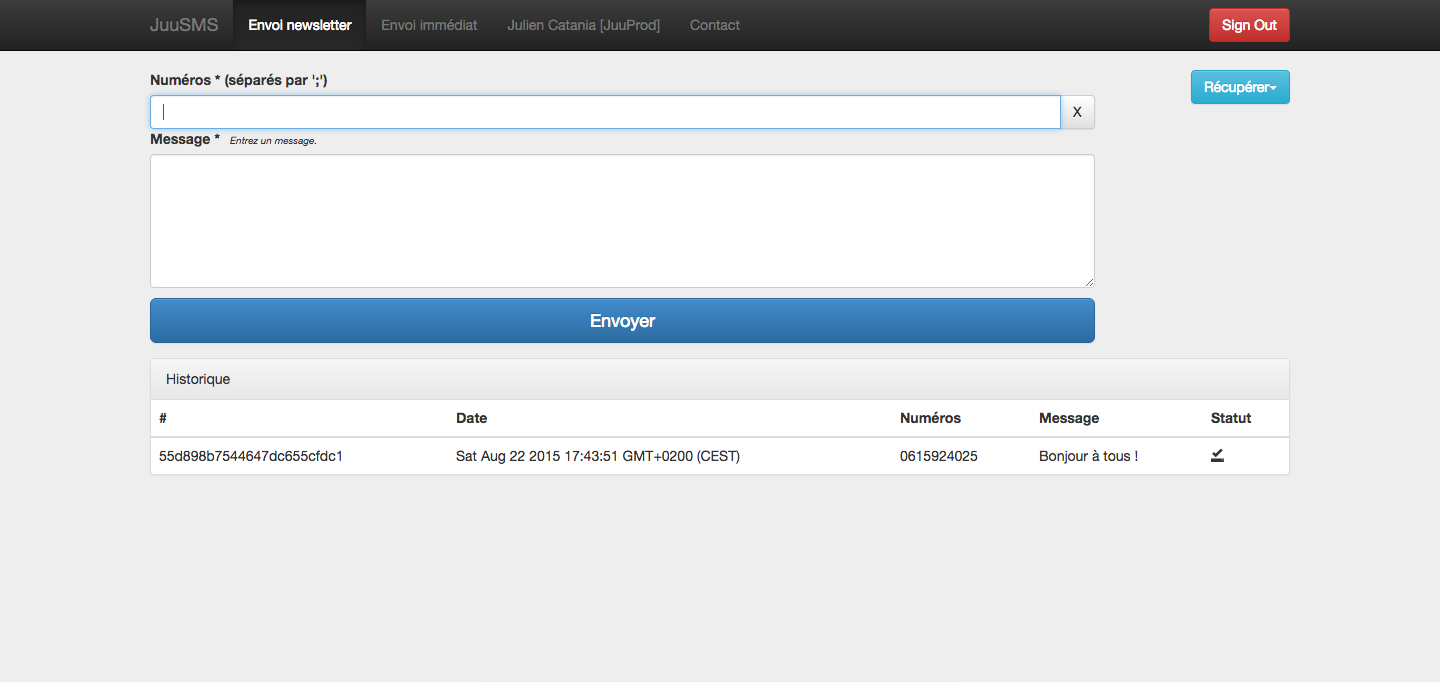 JuuSMS Envoi newsletter Envoi immédiat Julien Catania [JuuProd] Contact Sign Out
Numéros * (séparés par ';')
Récupérer
X
Message * Entrez un message.
Envoyer
Historique
# Date Numéros Message Statut
55d898b7544647dc655cfdc1 Sat Aug 22 2015 17:43:51 GMT+0200 (CEST) 0615924025 Bonjour à tous !